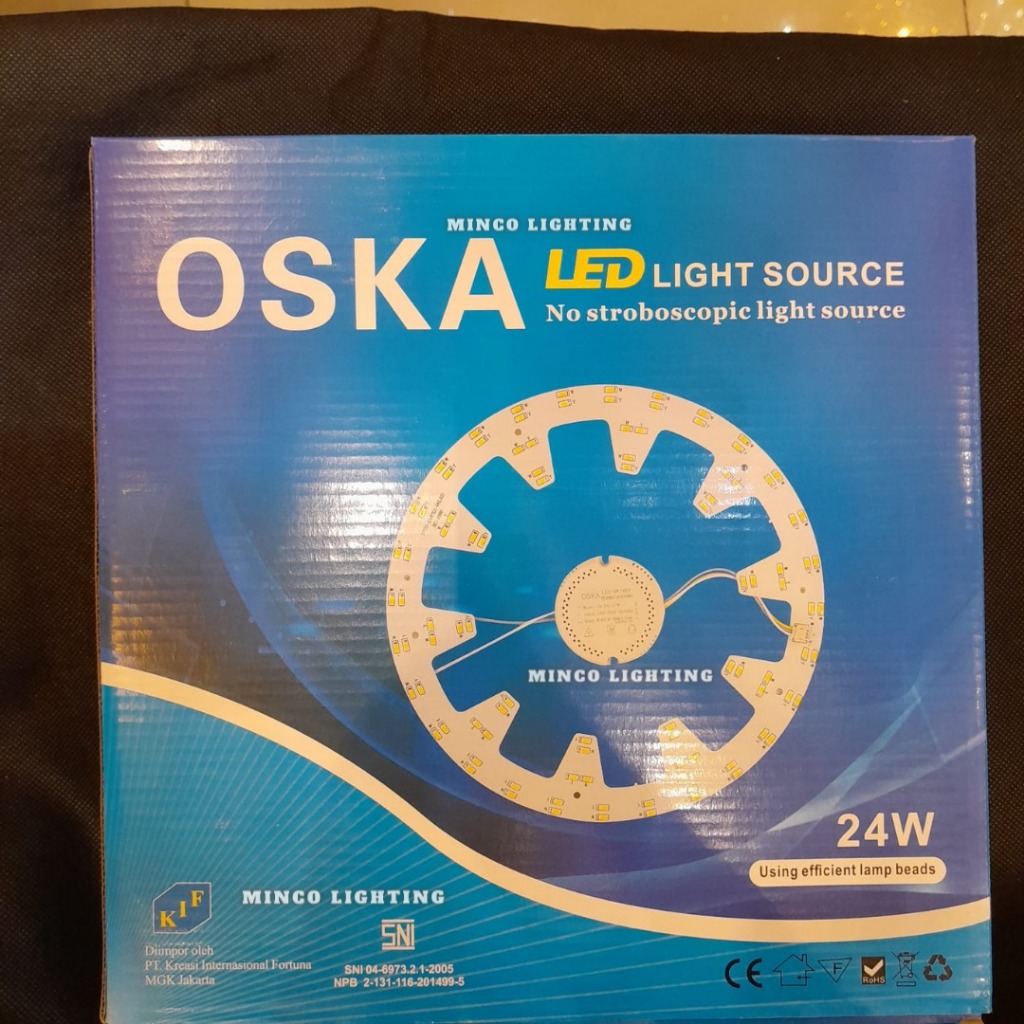 MINCO LIGHTING
OSKA
LED LIGHT SOURCE
No stroboscopic light source
OSKA
MINCO LIGHTING
24W
Using efficient lamp beads
KIF
MINCO LIGHTING
Diimpor oleh
PT. Kreasi Internasional Fortuna
MGK Jakarta
SNI
SNI 04-6973.2.1-2005
NPB 2-131-116-201499-5
CE
F
RoHS